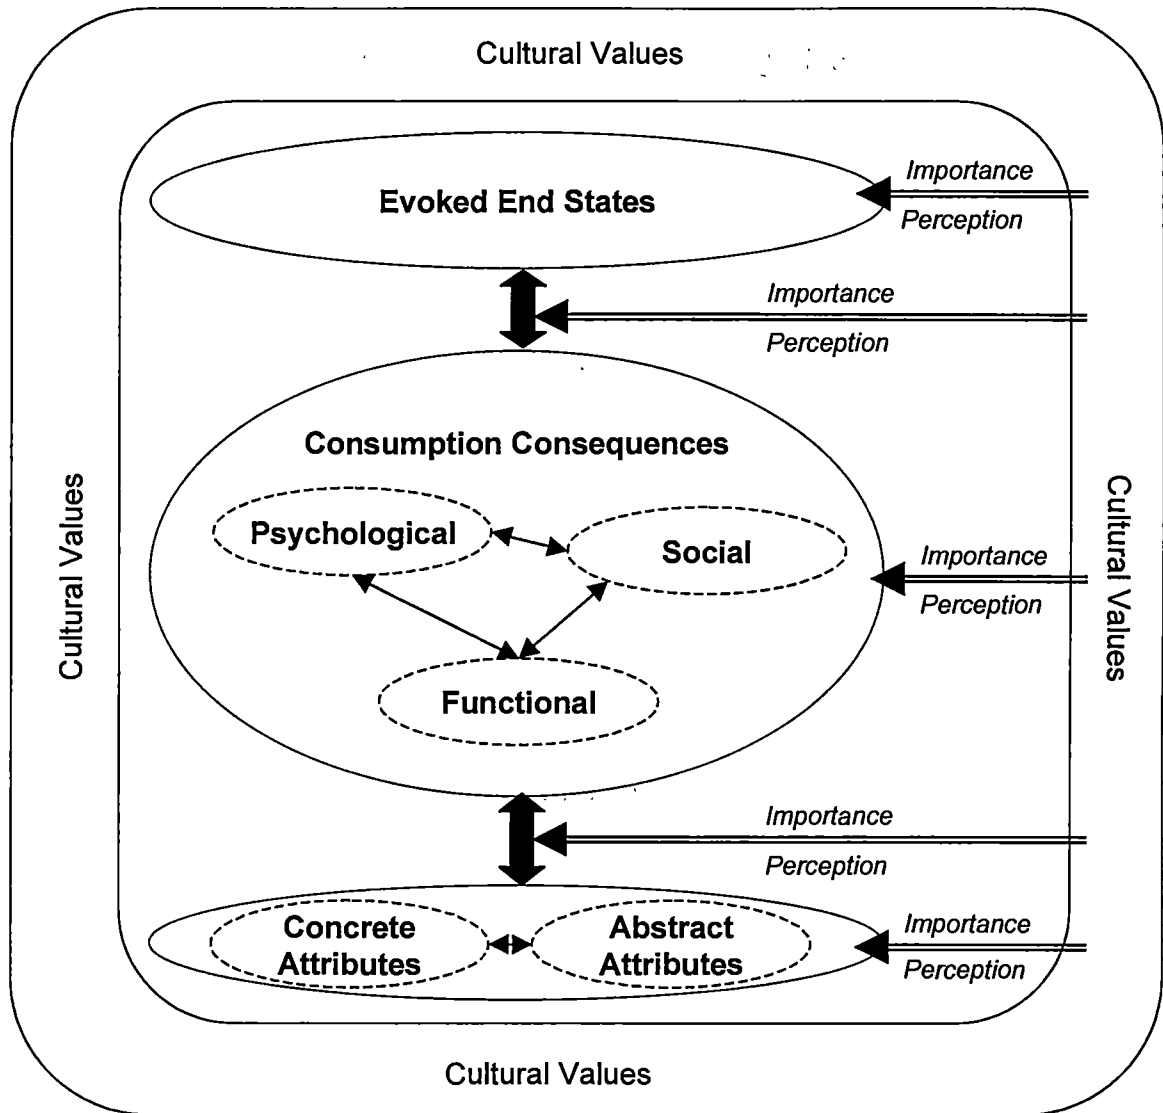 Cultural Values
Importance
Evoked End States
Perception
Importance
Perception
Consumption Consequences
Cultural Values
Cultural Values
Psychological
Social
Importance
Perception
Functional
Importance
Perception
Concrete
Attributes
Abstract
Attributes
Importance
Perception
Cultural Values